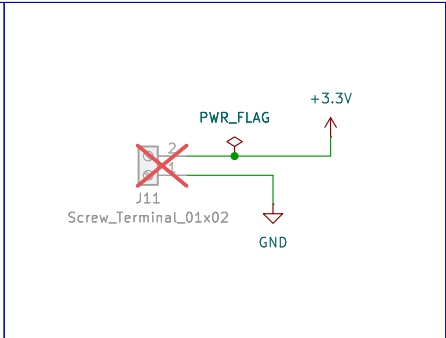 +3.3V
PWR_FLAG
2
1
J11
Screw_Terminal_01x02
GND